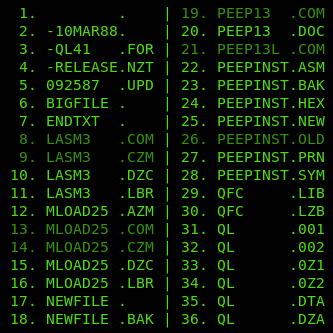 1.         .    | 19. PEEP13  .COM
 2. -10MAR88.    | 20. PEEP13  .DOC
 3. -QL41   .FOR | 21. PEEP13L .COM
 4. -RELEASE.NZT | 22. PEEPINST.ASM
 5. 092587  .UPD | 23. PEEPINST.BAK
 6. BIGFILE .    | 24. PEEPINST.HEX
 7. ENDTXT  .    | 25. PEEPINST.NEW
 8. LASM3   .COM | 26. PEEPINST.OLD
 9. LASM3   .CZM | 27. PEEPINST.PRN
10. LASM3   .DZC | 28. PEEPINST.SYM
11. LASM3   .LBR | 29. QFC     .LIB
12. MLOAD25 .AZM | 30. QFC     .LZB
13. MLOAD25 .COM | 31. QL      .001
14. MLOAD25 .CZM | 32. QL      .002
15. MLOAD25 .DZC | 33. QL      .0Z1
16. MLOAD25 .LBR | 34. QL      .0Z2
17. NEWFILE .    | 35. QL      .DTA
18. NEWFILE .BAK | 36. QL      .DZC